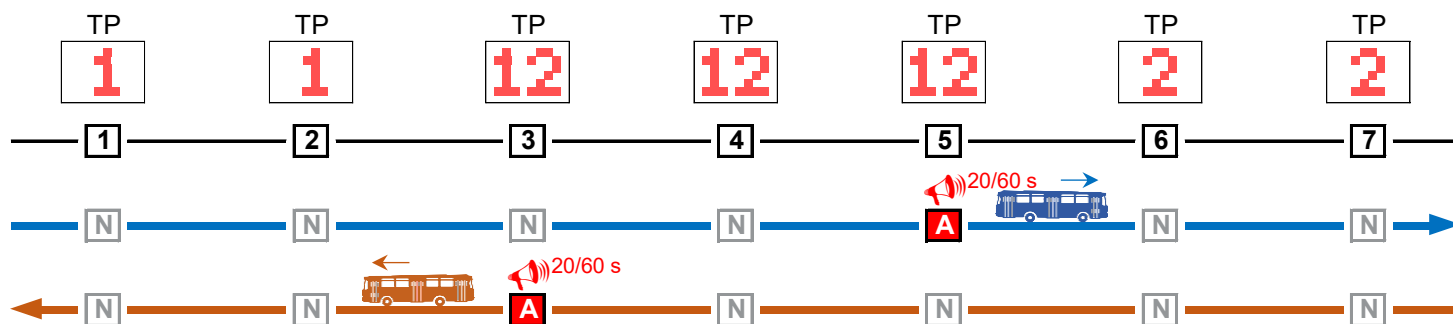 TP TP TP TP TP TP TP
1 1 12 12 12 2 2
1 2 3 4 5 6 7
20/60 s
N N N N A N N
20/60 s
N N A N N N N